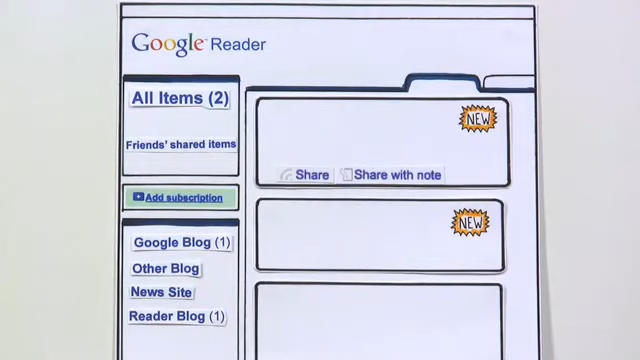 Google™ Reader
All Items (2)
Friends' shared items
Add subscription
Google Blog (1)
Other Blog
News Site
Reader Blog (1)
NEW
Share
Share with note
NEW